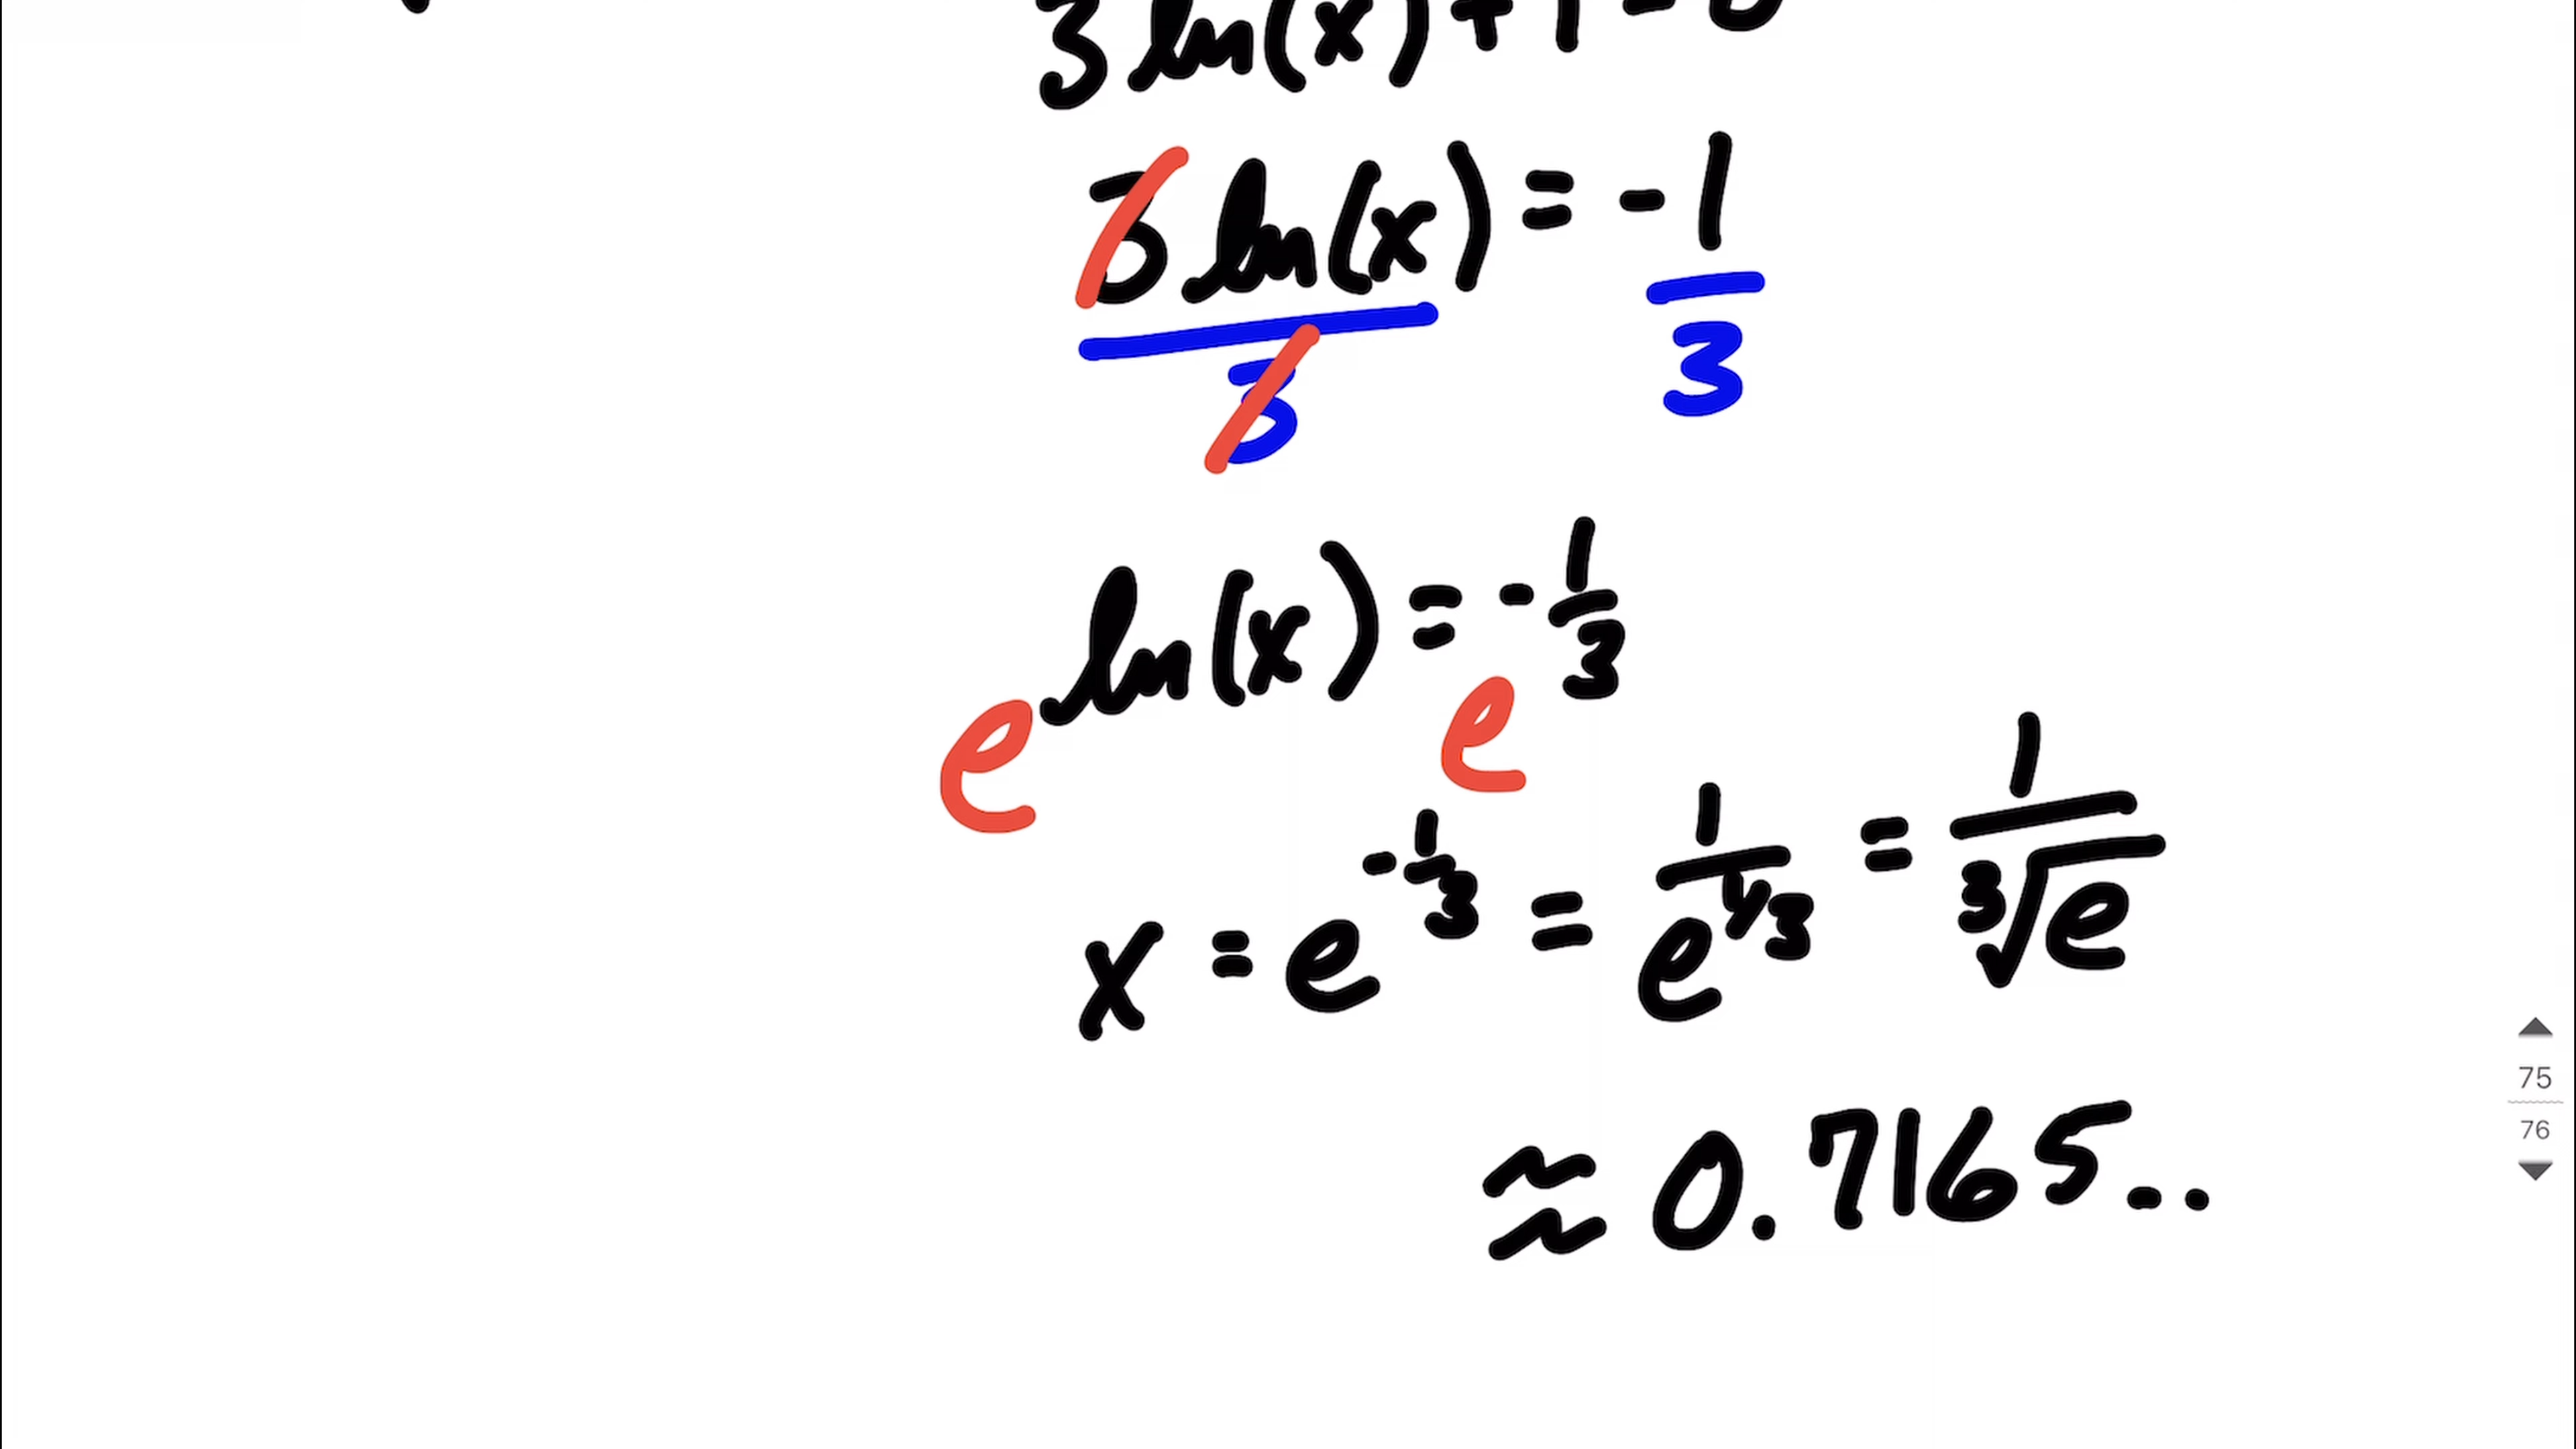 3 ln(x) + 1 = 0
3 ln(x) = -1
3 3
ln(x) = -1/3
e e
x = e^(-1/3) = 1/e^(1/3) = 1/∛e
≈ 0.7165...
75
76